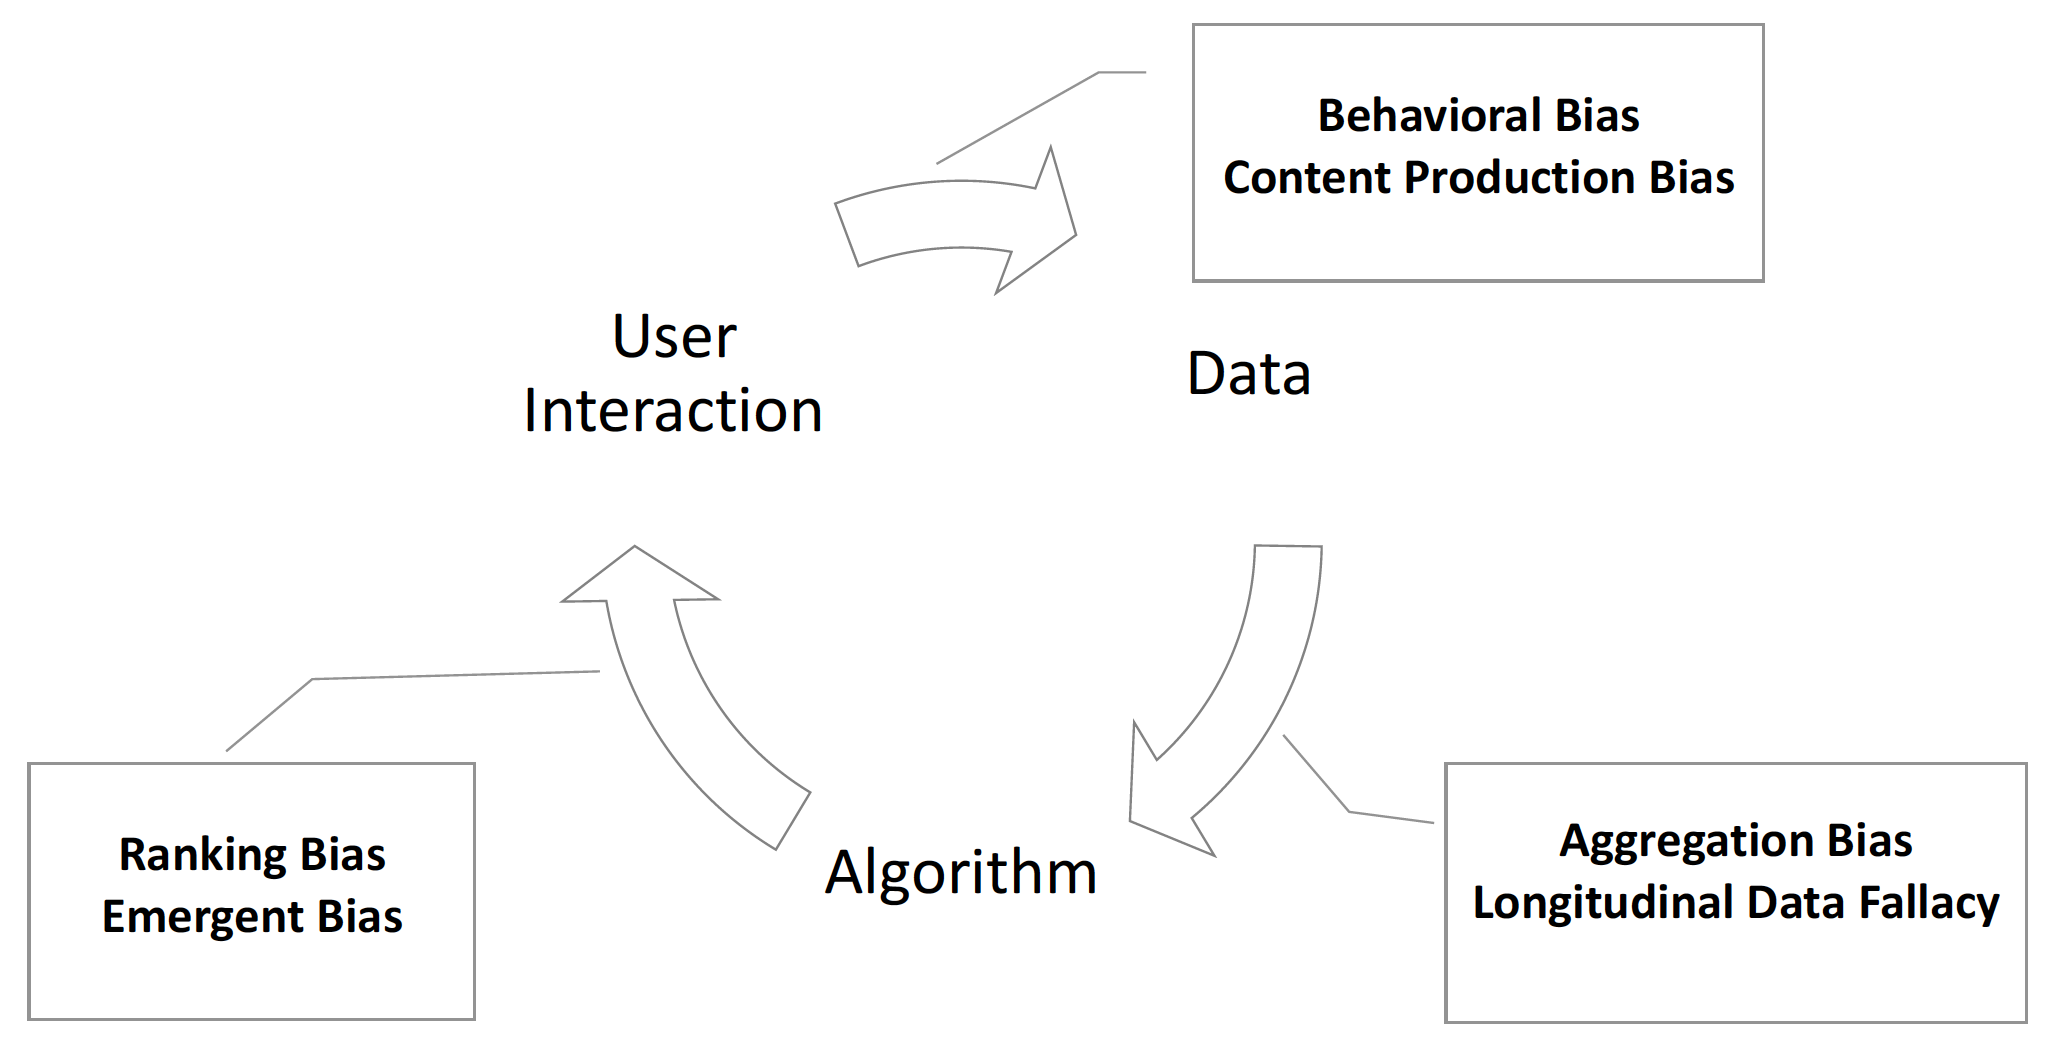 Behavioral Bias
Content Production Bias
User
Interaction
Data
Ranking Bias
Emergent Bias
Algorithm
Aggregation Bias
Longitudinal Data Fallacy